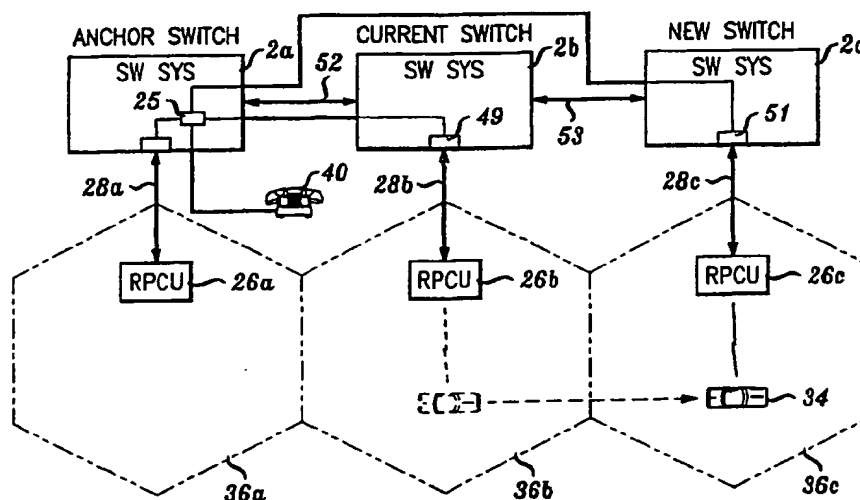 ANCHOR SWITCH
CURRENT SWITCH
NEW SWITCH
2a
2b
SW SYS
SW SYS
SW SYS
52
25
49
53
51
40
28a
28b
28c
RPCU
26a
RPCU
26b
RPCU
26c
34
36a
36b
36c